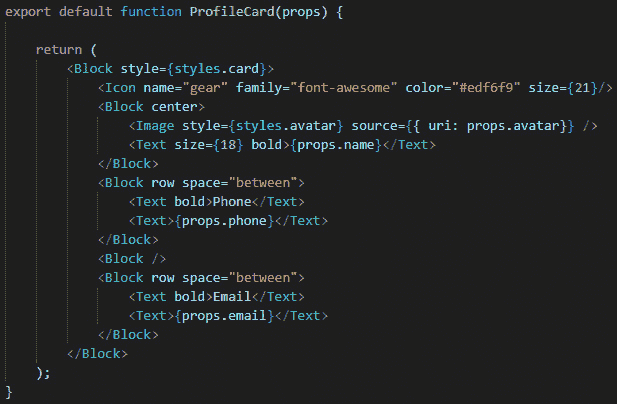 export default function ProfileCard(props) {
return (
<Block style={styles.card}>
<Icon name="gear" family="font-awesome" color="#edf6f9" size={21}/>
<Block center>
<Image style={styles.avatar} source={{ uri: props.avatar}} />
<Text size={18} bold>{props.name}</Text>
</Block>
<Block row space="between">
<Text bold>Phone</Text>
<Text>{props.phone}</Text>
</Block>
<Block />
<Block row space="between">
<Text bold>Email</Text>
<Text>{props.email}</Text>
</Block>
</Block>
);
}